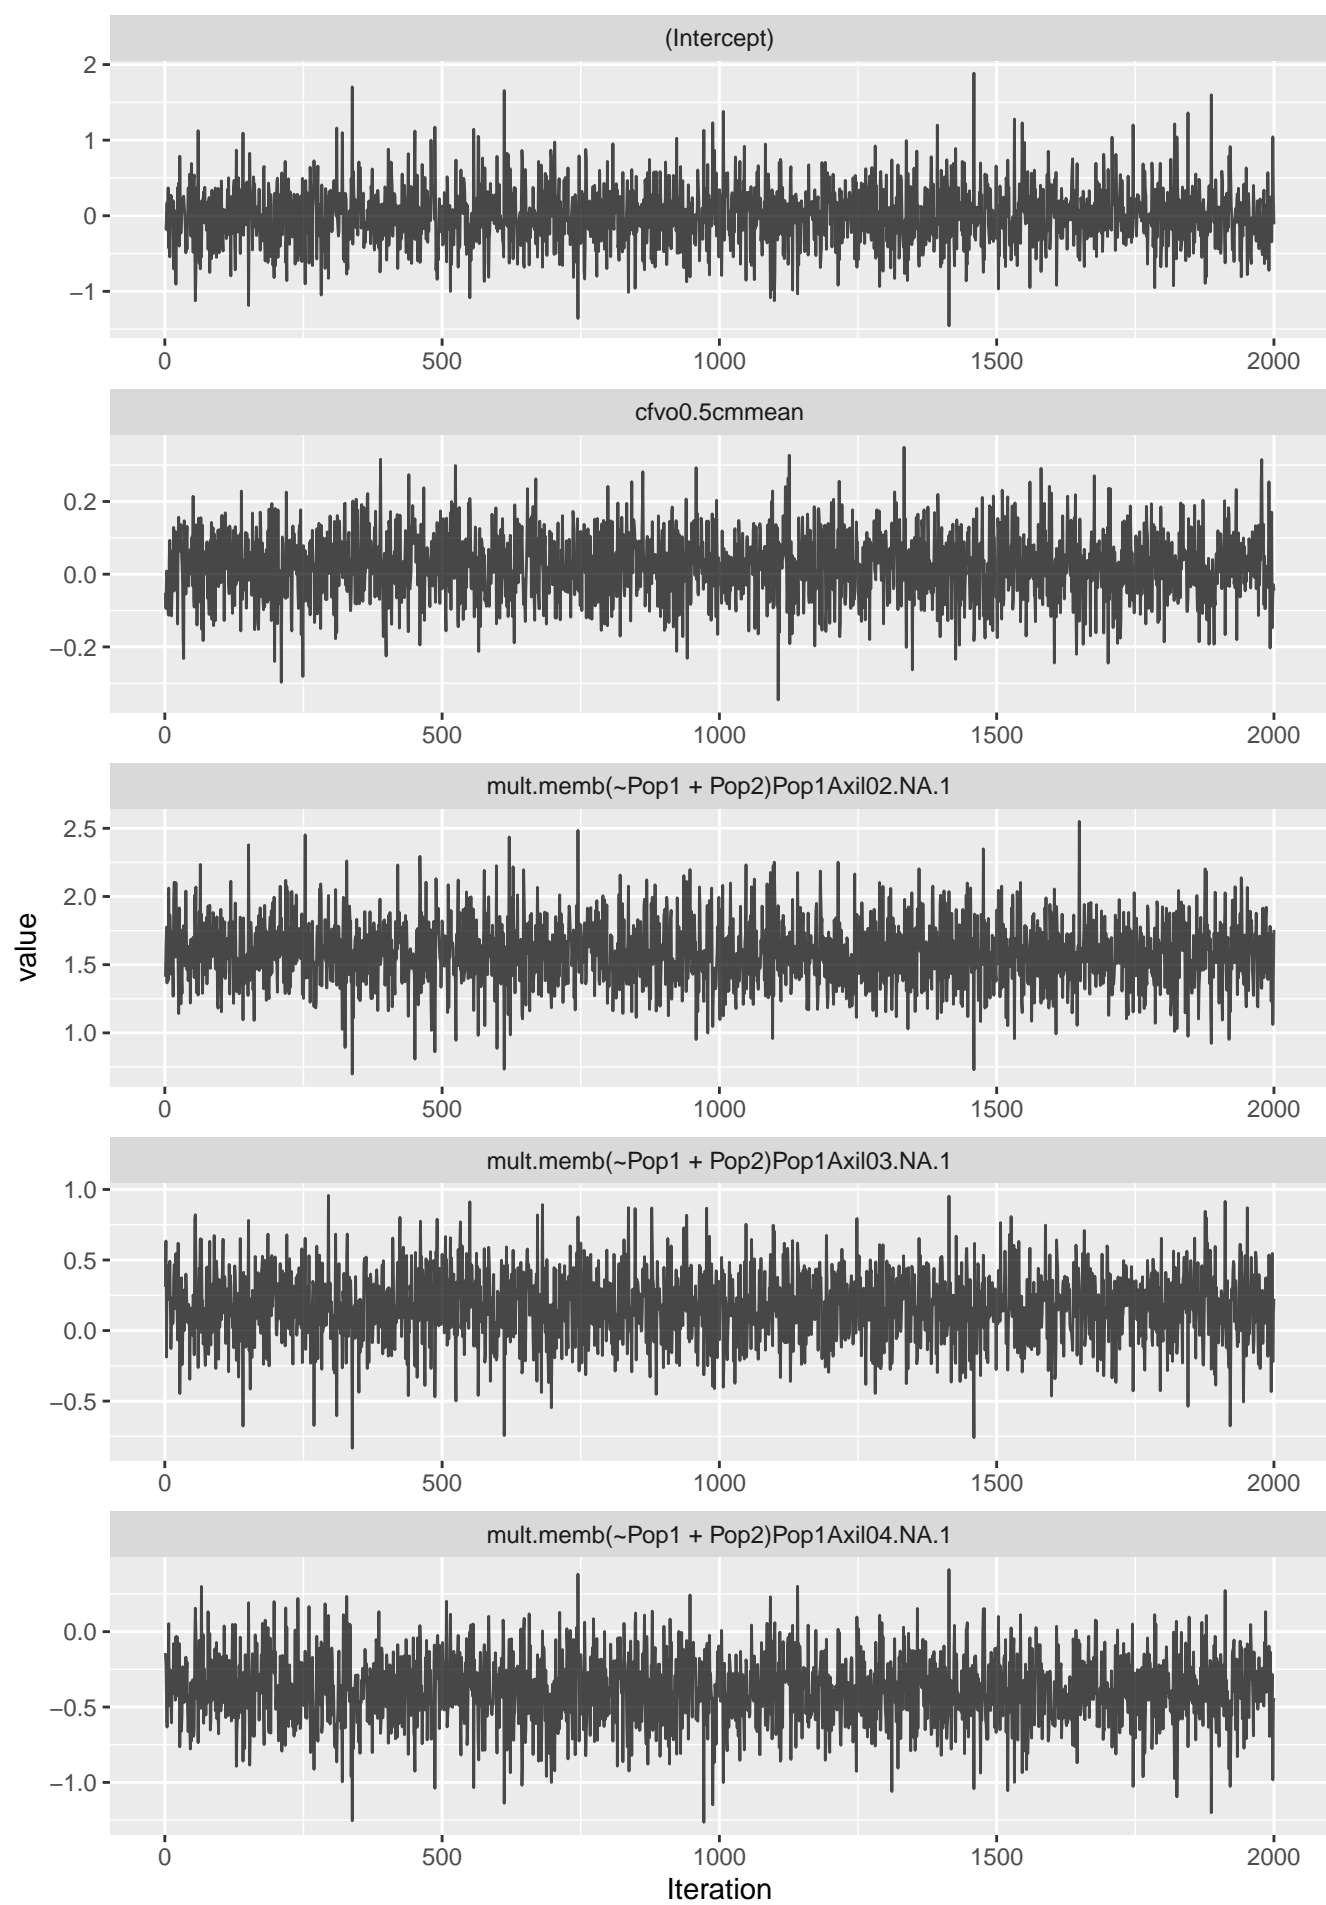 (Intercept)
2
1
0
−1
0 500 1000 1500 2000
cfvo0.5cmmean
0.2
0.0
−0.2
0 500 1000 1500 2000
mult.memb(~Pop1 + Pop2)Pop1Axil02.NA.1
2.5
2.0
1.5
1.0
0 500 1000 1500 2000
mult.memb(~Pop1 + Pop2)Pop1Axil03.NA.1
1.0
0.5
0.0
−0.5
0 500 1000 1500 2000
mult.memb(~Pop1 + Pop2)Pop1Axil04.NA.1
0.0
−0.5
−1.0
0 500 1000 1500 2000
Iteration
value